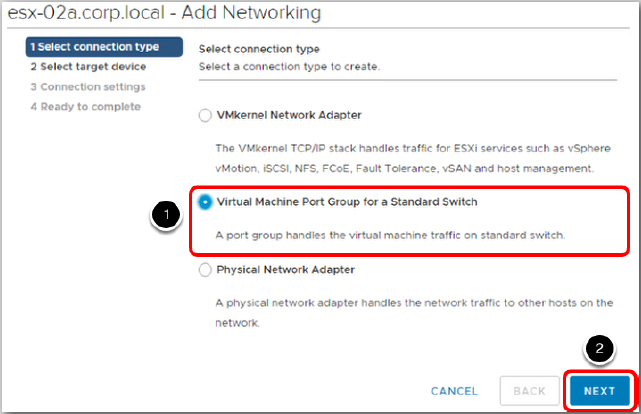 esx-02a.corp.local - Add Networking
1 Select connection type
2 Select target device
3 Connection settings
4 Ready to complete
Select connection type
Select a connection type to create.
VMkernel Network Adapter
The VMkernel TCP/IP stack handles traffic for ESXi services such as vSphere
vMotion, iSCSI, NFS, FCoE, Fault Tolerance, vSAN and host management.
1
Virtual Machine Port Group for a Standard Switch
A port group handles the virtual machine traffic on standard switch.
Physical Network Adapter
A physical network adapter handles the network traffic to other hosts on the
network.
2
CANCEL
BACK
NEXT